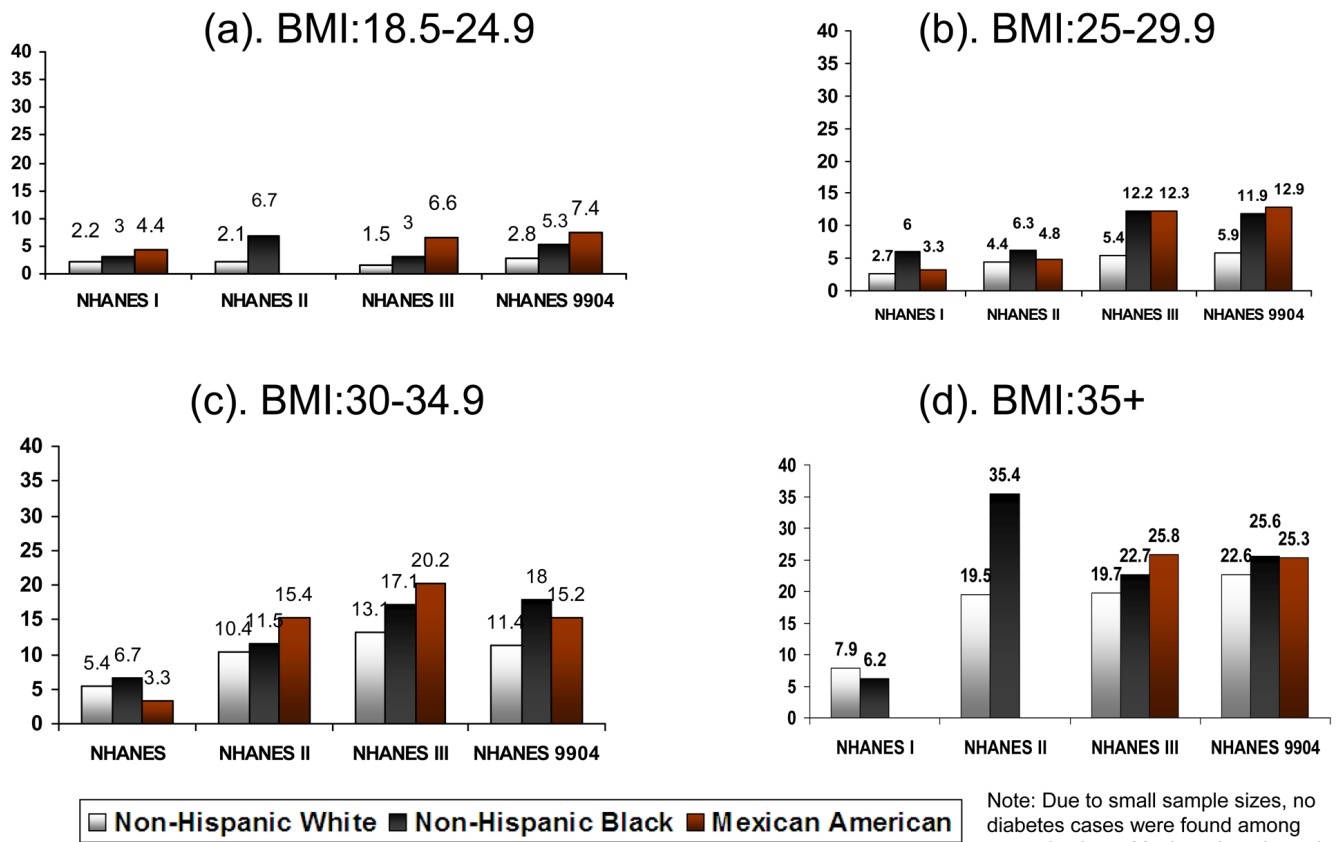 (a). BMI:18.5-24.9
40
35
30
25
20
15
10
5
0
2.2 3 4.4
2.1 6.7
1.5 3 6.6
2.8 5.3 7.4
NHANES I NHANES II NHANES III NHANES 9904
(b). BMI:25-29.9
40
35
30
25
20
15
10
5
0
2.7 6 3.3
4.4 6.3 4.8
5.4 12.2 12.3
5.9 11.9 12.9
NHANES I NHANES II NHANES III NHANES 9904
(c). BMI:30-34.9
40
35
30
25
20
15
10
5
0
5.4 6.7 3.3
10.4 11.5 15.4
13.1 17.1 20.2
11.4 18 15.2
NHANES NHANES II NHANES III NHANES 9904
(d). BMI:35+
40
35
30
25
20
15
10
5
0
7.9 6.2
19.5 35.4
19.7 22.7 25.8
22.6 25.6 25.3
NHANES I NHANES II NHANES III NHANES 9904
Non-Hispanic White Non-Hispanic Black Mexican American
Note: Due to small sample sizes, no
diabetes cases were found among